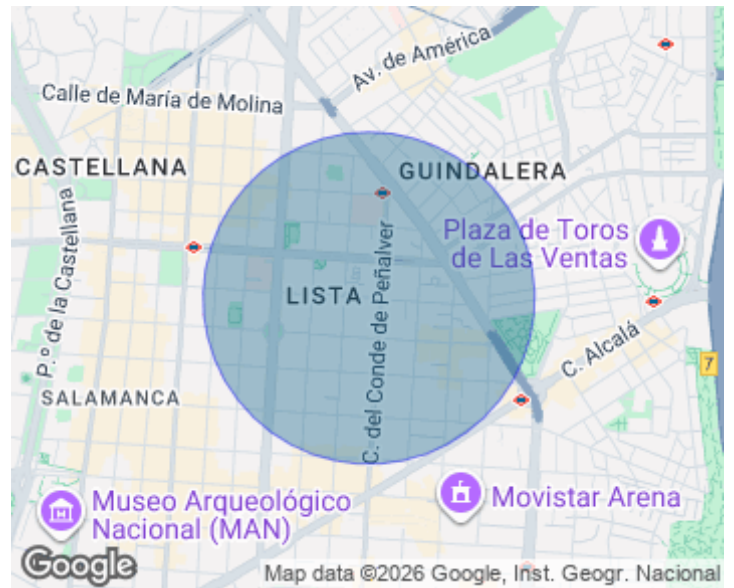 Av. de América
Calle de María de Molina
CASTELLANA
GUINDALERA
P.º de la Castellana
Plaza de Toros
de Las Ventas
C. del Conde de Peñalver
LISTA
C. Alcalá
7
SALAMANCA
Museo Arqueológico
Nacional (MAN)
Movistar Arena
Google
Map data ©2026 Google, Inst. Geogr. Nacional